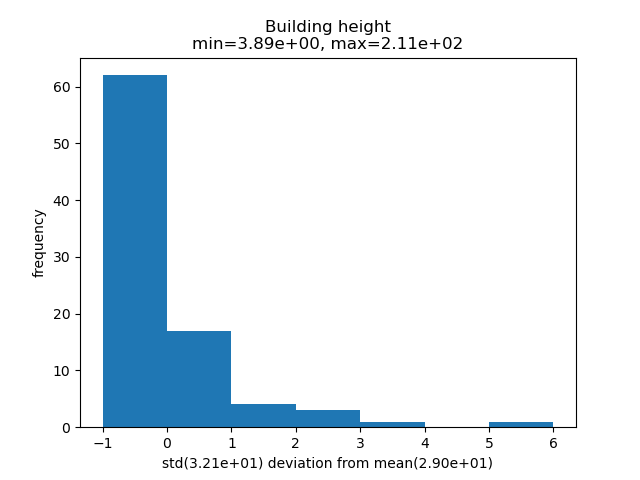 Building height
min=3.89e+00, max=2.11e+02
60
50
40
30
20
10
0
frequency
−1 0 1 2 3 4 5 6
std(3.21e+01) deviation from mean(2.90e+01)